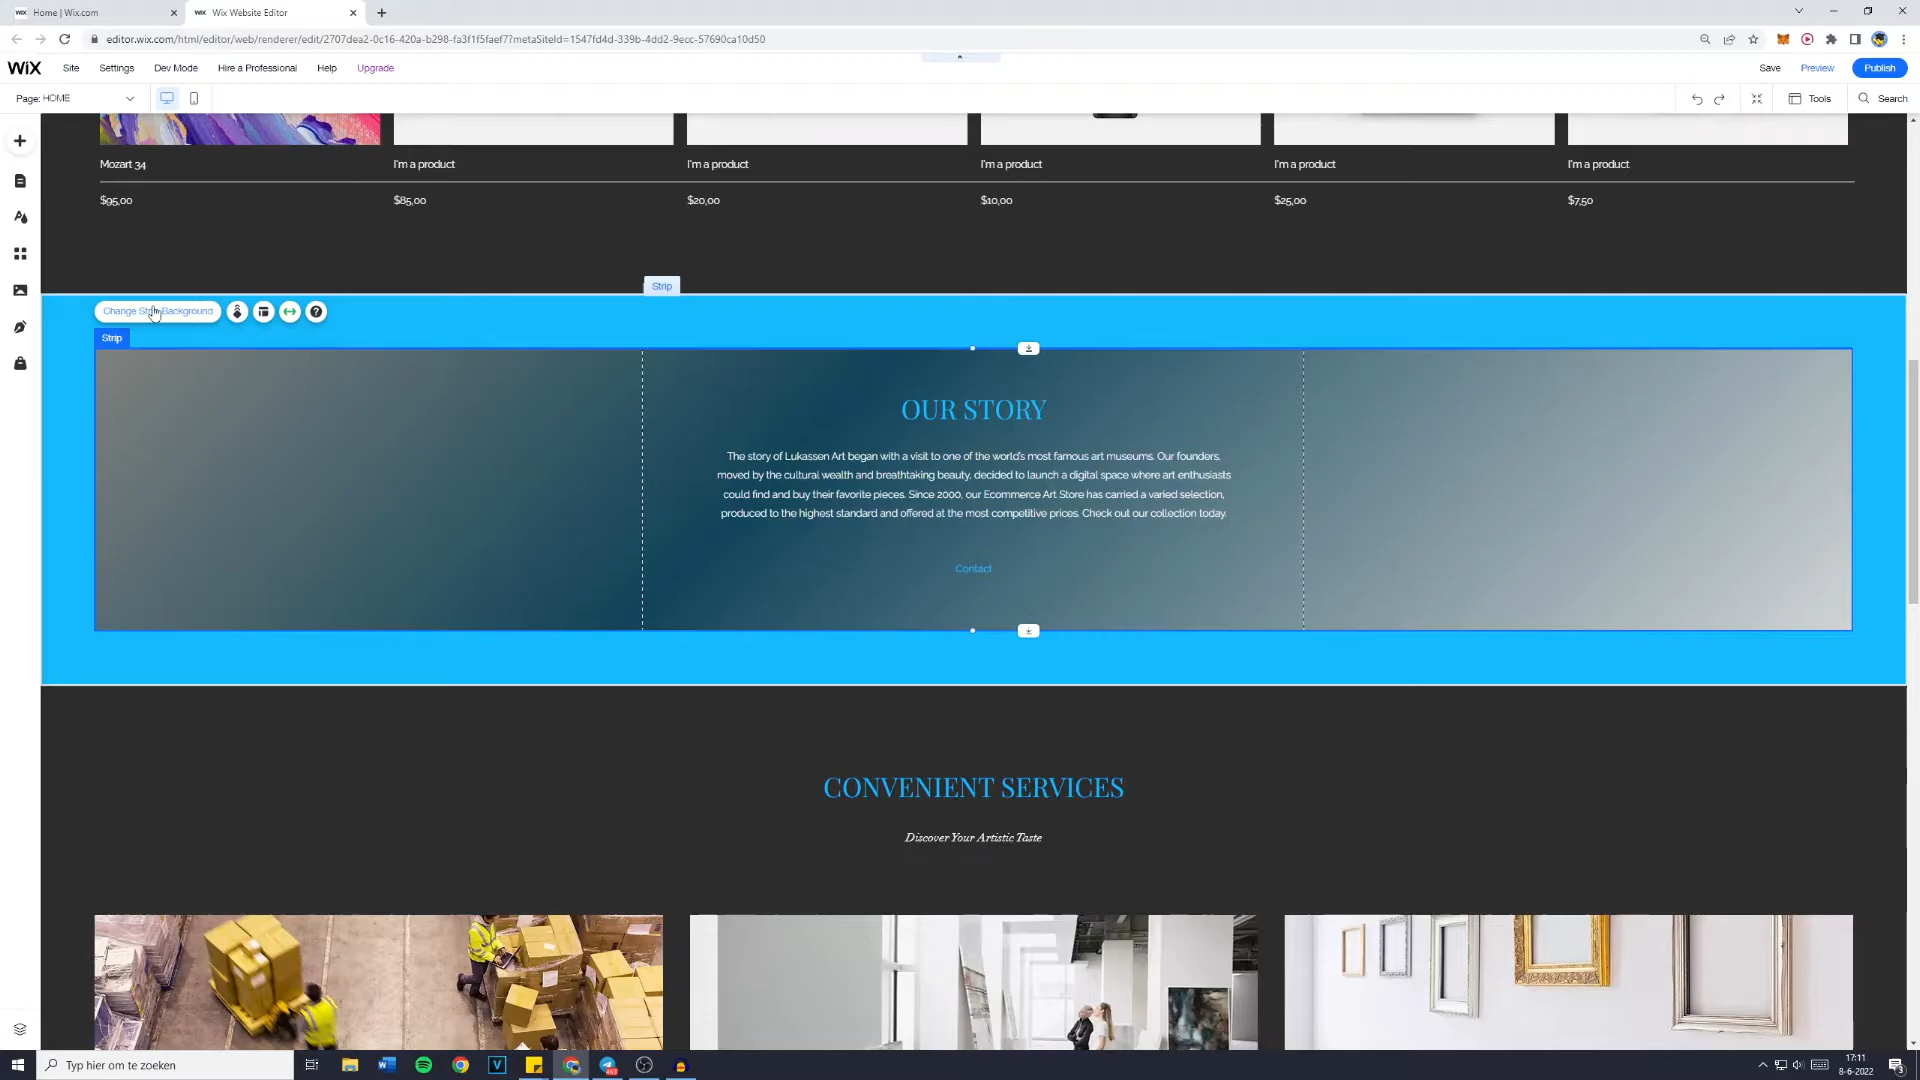 Home | Wix.com
Wix Website Editor
editor.wix.com/html/editor/web/renderer/edit/2707dea2-0c16-420a-b298-fa3f1f5faef7?metaSiteId=1547fd4d-339b-4dd2-9ecc-57690ca10d50
WiX Site Settings Dev Mode Hire a Professional Help Upgrade Save Preview Publish
Page: HOME Tools Search
Mozart 34 I'm a product I'm a product I'm a product I'm a product I'm a product
$95,00 $85,00 $20,00 $10,00 $25,00 $7,50
Strip
Change Strip Background
Strip
OUR STORY
The story of Lukassen Art began with a visit to one of the world's most famous art museums. Our founders,
moved by the cultural wealth and breathtaking beauty, decided to launch a digital space where art enthusiasts
could find and buy their favorite pieces. Since 2000, our Ecommerce Art Store has carried a varied selection,
produced to the highest standard and offered at the most competitive prices. Check out our collection today.
Contact
CONVENIENT SERVICES
Discover Your Artistic Taste
Typ hier om te zoeken
17:11
8-6-2022